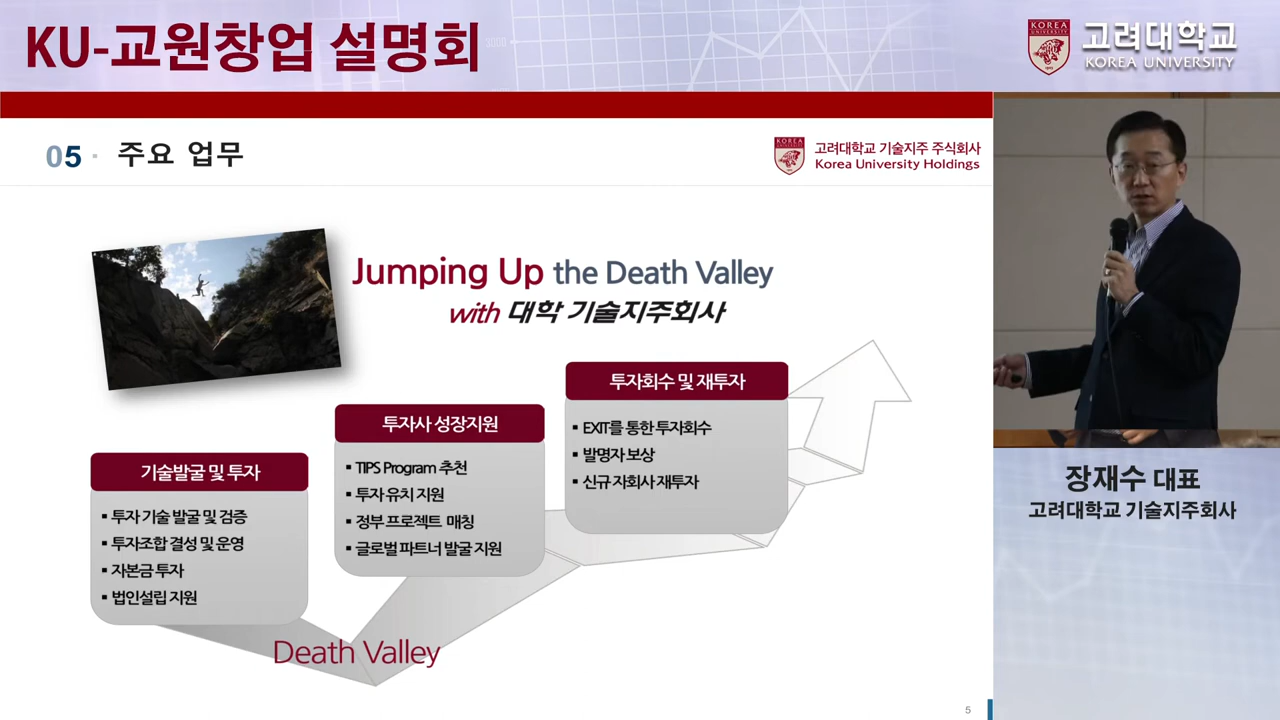 KU-교원창업 설명회
KOREA UNIVERSITY
고려대학교
KOREA UNIVERSITY
05 · 주요 업무
KOREA UNIVERSITY
고려대학교 기술지주 주식회사
Korea University Holdings
Jumping Up the Death Valley
with 대학 기술지주회사
기술발굴 및 투자
▪ 투자 기술 발굴 및 검증
▪ 투자조합 결성 및 운영
▪ 자본금 투자
▪ 법인설립 지원
투자사 성장지원
▪ TIPS Program 추천
▪ 투자 유치 지원
▪ 정부 프로젝트 매칭
▪ 글로벌 파트너 발굴 지원
투자회수 및 재투자
▪ EXIT를 통한 투자회수
▪ 발명자 보상
▪ 신규 자회사 재투자
Death Valley
5
장재수 대표
고려대학교 기술지주회사